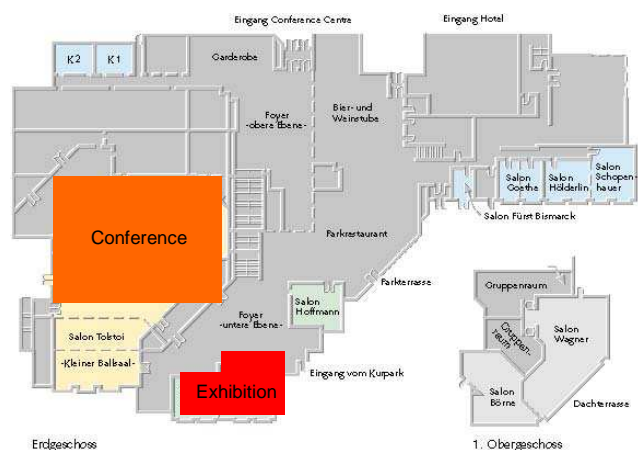 Eingang Conference Centre
Eingang Hotel
K2
K1
Garderobe
Foyer
-obere Ebene-
Bier- und
Weinstube
Salon
Goethe
Salon
Hölderlin
Salon
Schopen-
hauer
Salon Fürst Bismarck
Conference
Parkrestaurant
Parkterrasse
Salon
Hoffmann
Foyer
-untere Ebene-
Salon Tolstoi
-Kleiner Ballsaal-
Exhibition
Eingang vom Kurpark
Gruppenraum
Gruppen-
raum
Salon
Wagner
Salon
Börne
Dachterrasse
Erdgeschoss
1. Obergeschoss